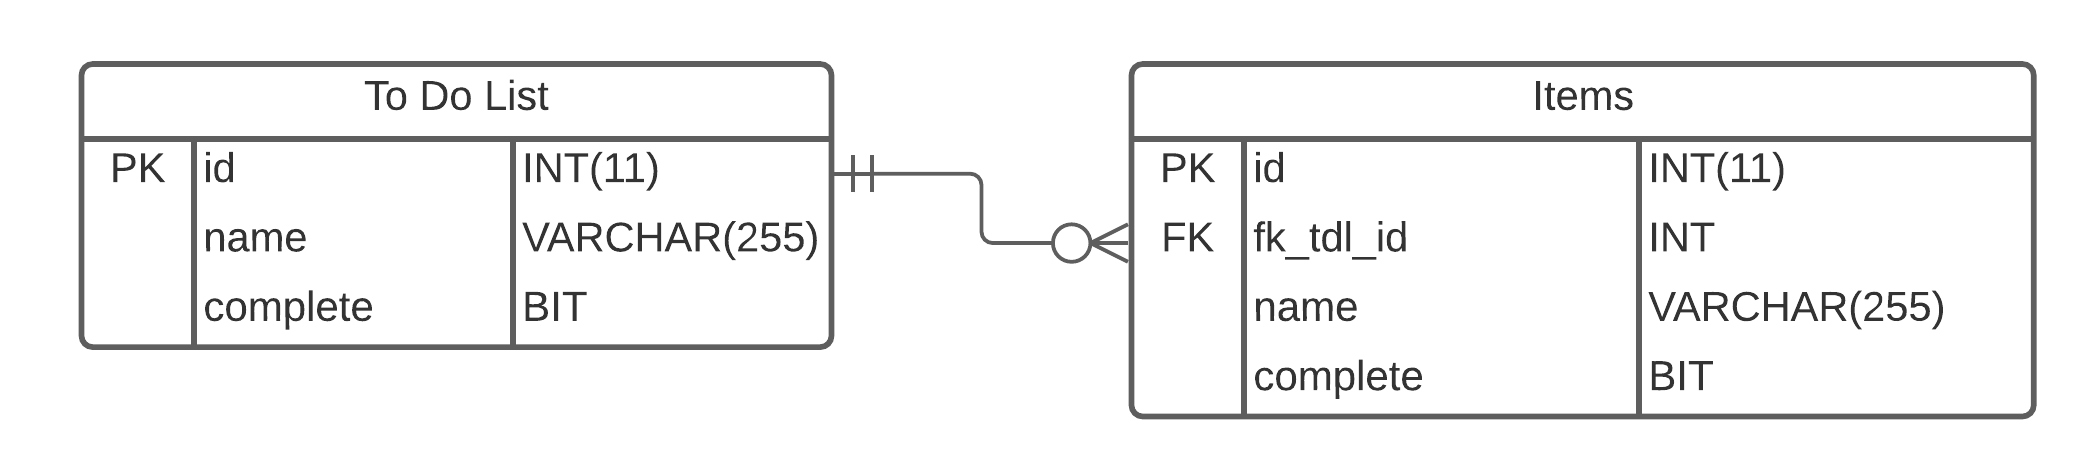 To Do List
PK id INT(11)
name VARCHAR(255)
complete BIT
Items
PK id INT(11)
FK fk_tdl_id INT
name VARCHAR(255)
complete BIT